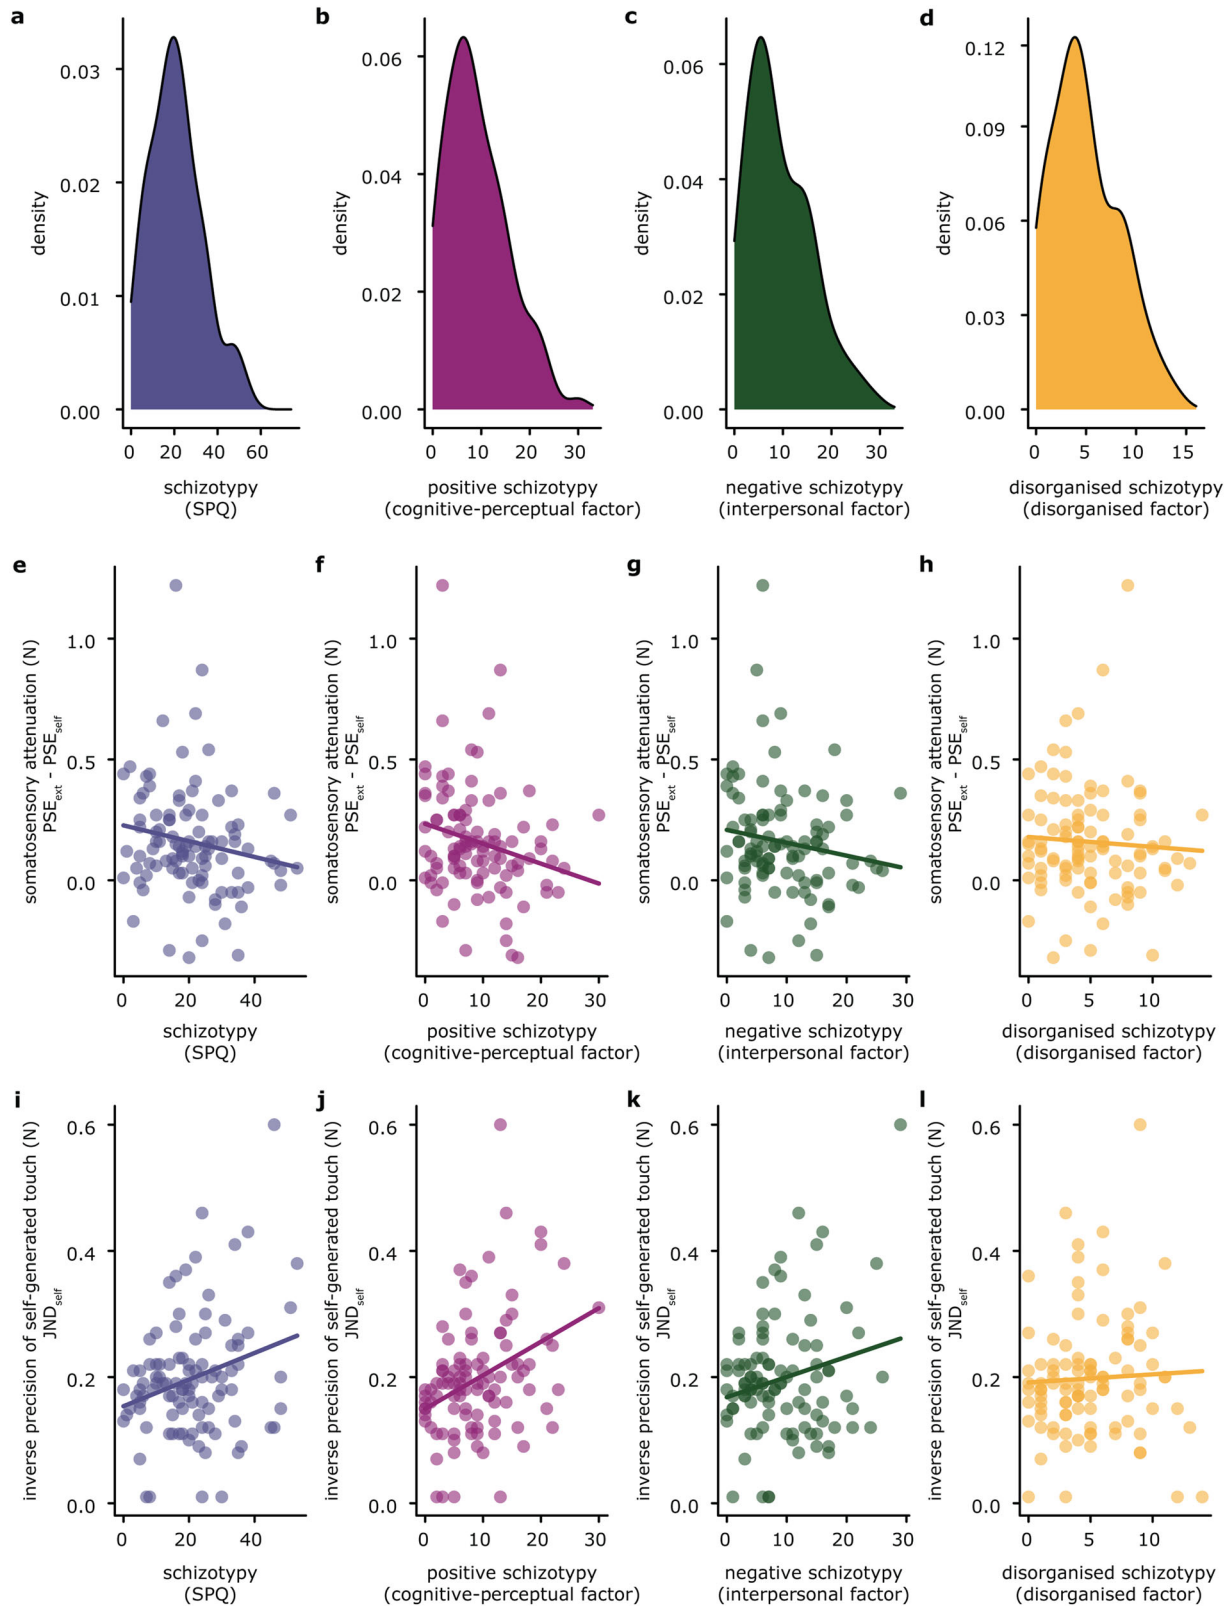 a
0.03
0.02
0.01
0.00
density
0 20 40 60
schizotypy
(SPQ)
b
0.06
0.04
0.02
0.00
density
0 10 20 30
positive schizotypy
(cognitive-perceptual factor)
c
0.06
0.04
0.02
0.00
density
0 10 20 30
negative schizotypy
(interpersonal factor)
d
0.12
0.09
0.06
0.03
0.00
density
0 5 10 15
disorganised schizotypy
(disorganised factor)
e
somatosensory attenuation (N)
PSEext - PSEself
1.0
0.5
0.0
0 20 40
schizotypy
(SPQ)
f
somatosensory attenuation (N)
PSEext - PSEself
1.0
0.5
0.0
0 10 20 30
positive schizotypy
(cognitive-perceptual factor)
g
somatosensory attenuation (N)
PSEext - PSEself
1.0
0.5
0.0
0 10 20 30
negative schizotypy
(interpersonal factor)
h
somatosensory attenuation (N)
PSEext - PSEself
1.0
0.5
0.0
0 5 10
disorganised schizotypy
(disorganised factor)
i
inverse precision of self-generated touch (N)
JNDself
0.6
0.4
0.2
0.0
0 20 40
schizotypy
(SPQ)
j
inverse precision of self-generated touch (N)
JNDself
0.6
0.4
0.2
0.0
0 10 20 30
positive schizotypy
(cognitive-perceptual factor)
k
inverse precision of self-generated touch (N)
JNDself
0.6
0.4
0.2
0.0
0 10 20 30
negative schizotypy
(interpersonal factor)
l
inverse precision of self-generated touch (N)
JNDself
0.6
0.4
0.2
0.0
0 5 10
disorganised schizotypy
(disorganised factor)